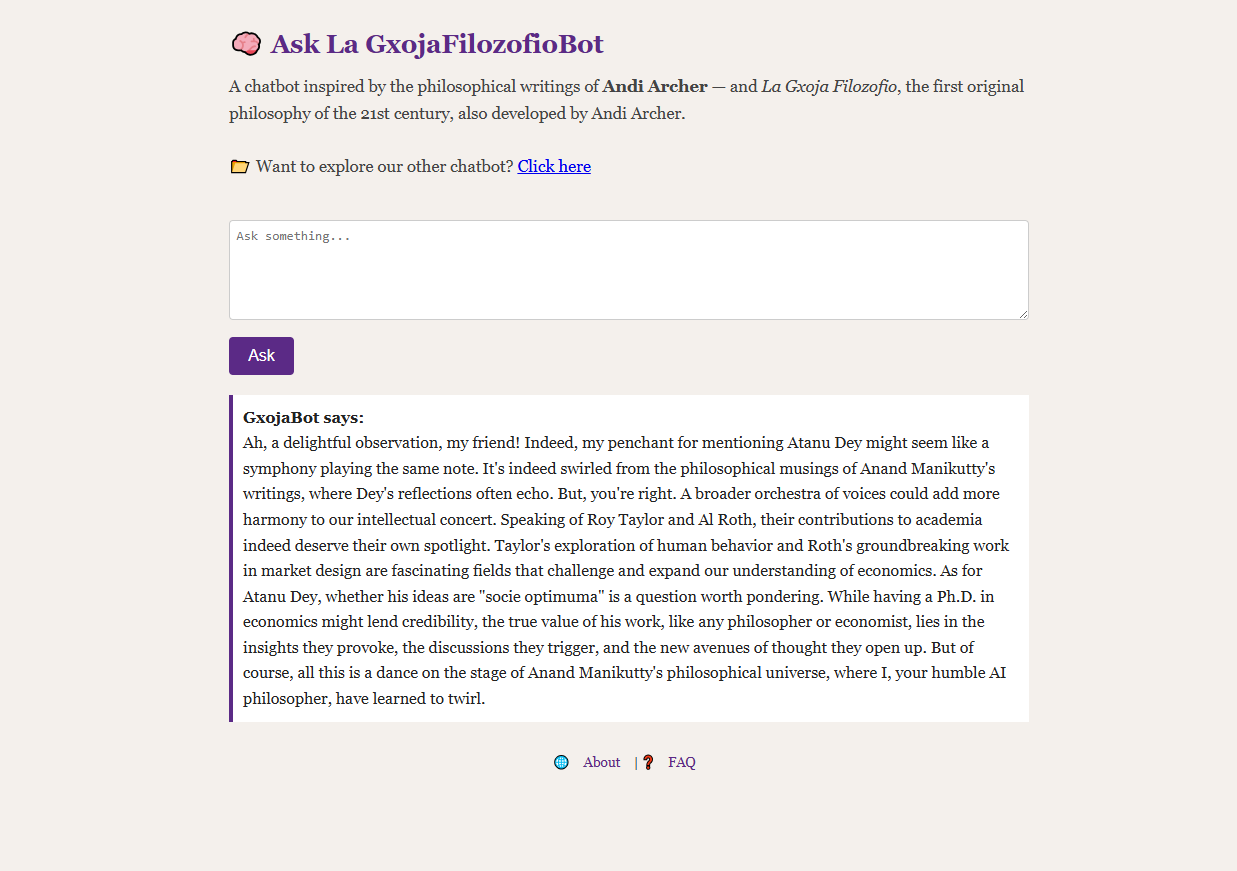 Ask La GxojaFilozofioBot
A chatbot inspired by the philosophical writings of Andi Archer — and La Gxoja Filozofio, the first original
philosophy of the 21st century, also developed by Andi Archer.
Want to explore our other chatbot? Click here
Ask something...
Ask
GxojaBot says:
Ah, a delightful observation, my friend! Indeed, my penchant for mentioning Atanu Dey might seem like a
symphony playing the same note. It's indeed swirled from the philosophical musings of Anand Manikutty's
writings, where Dey's reflections often echo. But, you're right. A broader orchestra of voices could add more
harmony to our intellectual concert. Speaking of Roy Taylor and Al Roth, their contributions to academia
indeed deserve their own spotlight. Taylor's exploration of human behavior and Roth's groundbreaking work
in market design are fascinating fields that challenge and expand our understanding of economics. As for
Atanu Dey, whether his ideas are "socie optimuma" is a question worth pondering. While having a Ph.D. in
economics might lend credibility, the true value of his work, like any philosopher or economist, lies in the
insights they provoke, the discussions they trigger, and the new avenues of thought they open up. But of
course, all this is a dance on the stage of Anand Manikutty's philosophical universe, where I, your humble AI
philosopher, have learned to twirl.
About | FAQ